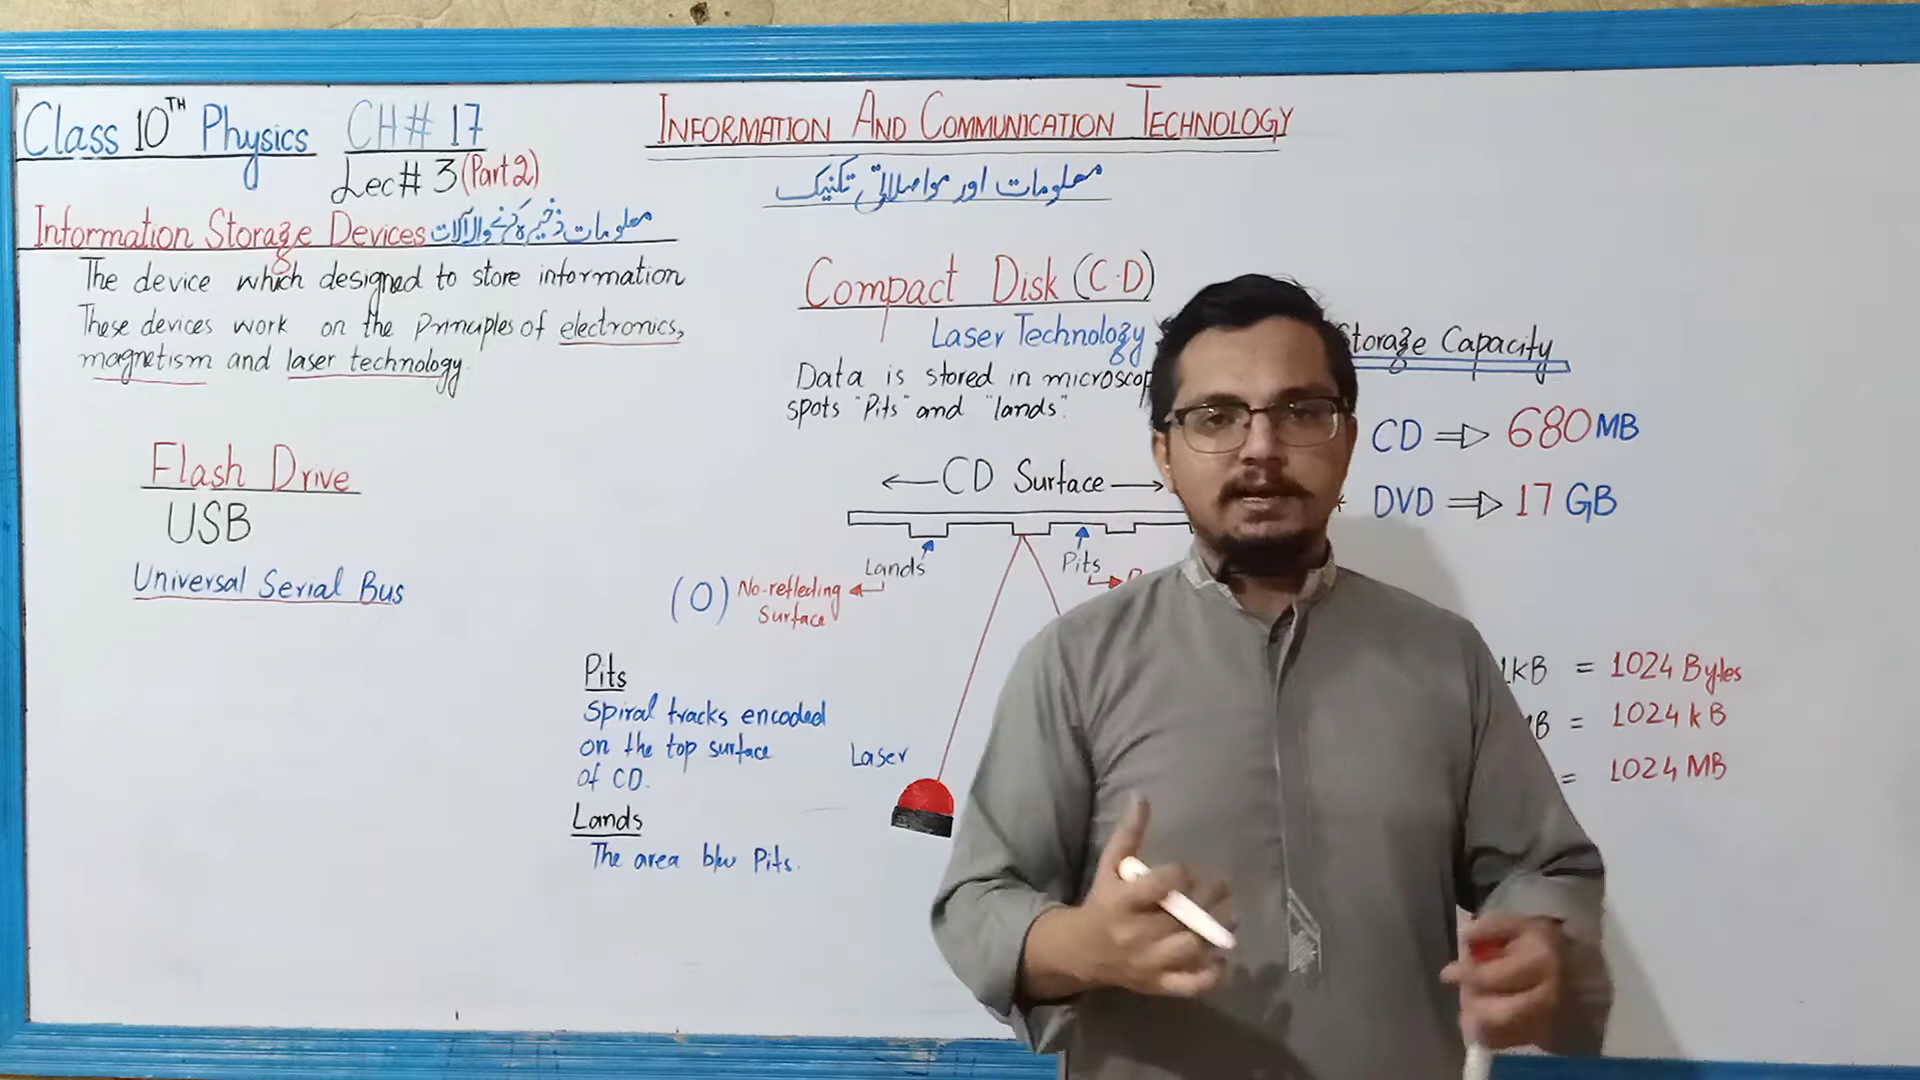 Class 10TH Physics
CH# 17
Lec# 3 (Part 2)
INFORMATION AND COMMUNICATION TECHNOLOGY
معلومات اور مواصلاتی تکنیک
Information Storage Devices معلومات ذخیرہ کرنے والا آلات
The device which designed to store information
These devices work on the Principles of electronics,
magnetism and laser technology.
Flash Drive
USB
Universal Serial Bus
Compact Disk (C.D)
Laser Technology
Data is stored in microscop
spots "Pits" and "lands".
CD Surface
Lands
Pits
(0) No-reflecting
Surface
Pits
Spiral tracks encoded
on the top surface
of CD.
Laser
Lands
The area b/w Pits.
torage Capacity
CD ⇒ 680 MB
DVD ⇒ 17 GB
1kB = 1024 Bytes
B = 1024 kB
= 1024 MB